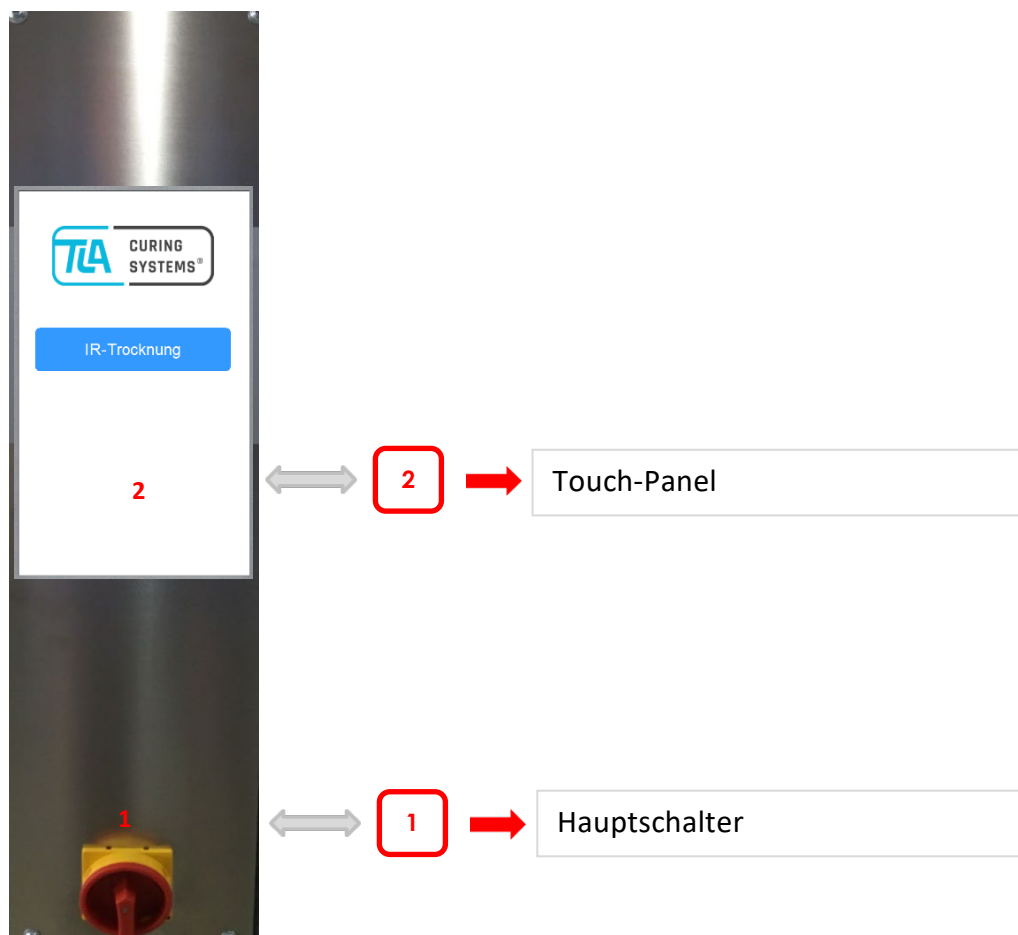 TLA CURING
SYSTEMS®
IR-Trocknung
2 2 Touch-Panel
1 1 Hauptschalter